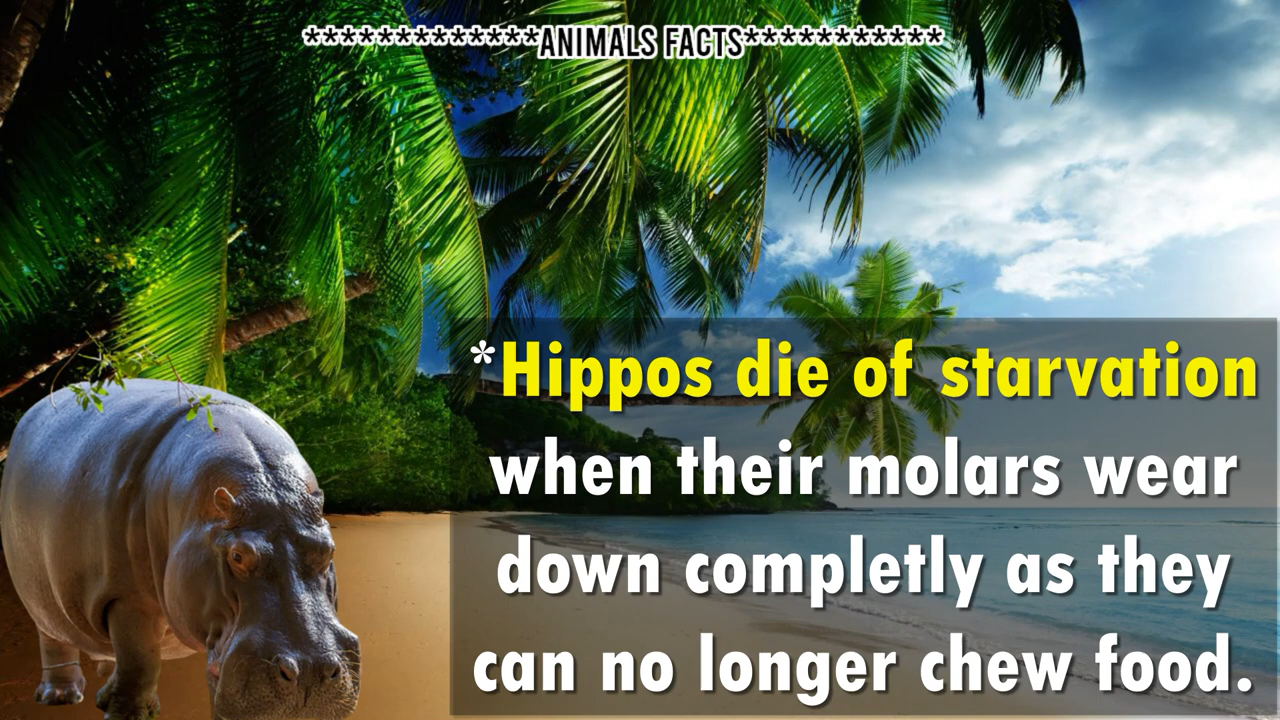 *************ANIMALS FACTS***********
*Hippos die of starvation
when their molars wear
down completly as they
can no longer chew food.